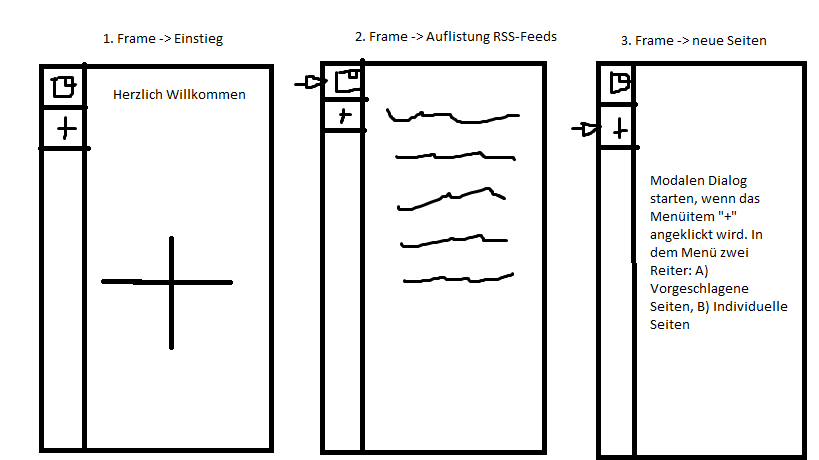 1. Frame -> Einstieg
Herzlich Willkommen
2. Frame -> Auflistung RSS-Feeds
3. Frame -> neue Seiten
Modalen Dialog
starten, wenn das
Menüitem "+"
angeklickt wird. In
dem Menü zwei
Reiter: A)
Vorgeschlagene
Seiten, B) Individuelle
Seiten